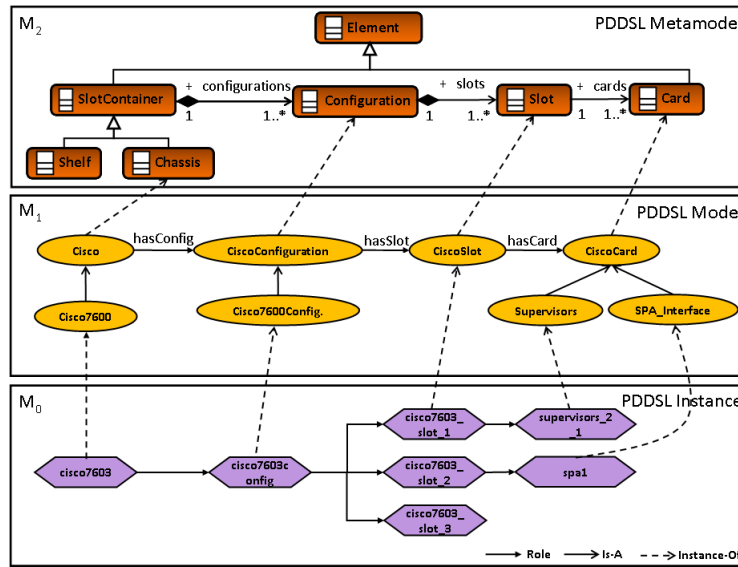 M2
PDDSL Metamode
Element
+ configurations
+ slots
+ cards
SlotContainer
Configuration
Slot
Card
1
1..*
1
1..*
1
1..*
Shelf
Chassis
M1
PDDSL Mode
Cisco
hasConfig
CiscoConfiguration
hasSlot
CiscoSlot
hasCard
CiscoCard
Cisco7600
Cisco7600Config.
Supervisors
SPA_Interface
M0
PDDSL Instance
cisco7603_
slot_1
supervisors_2
_1
cisco7603
cisco7603c
onfig
cisco7603_
slot_2
spa1
cisco7603_
slot_3
Role
Is-A
Instance-Of